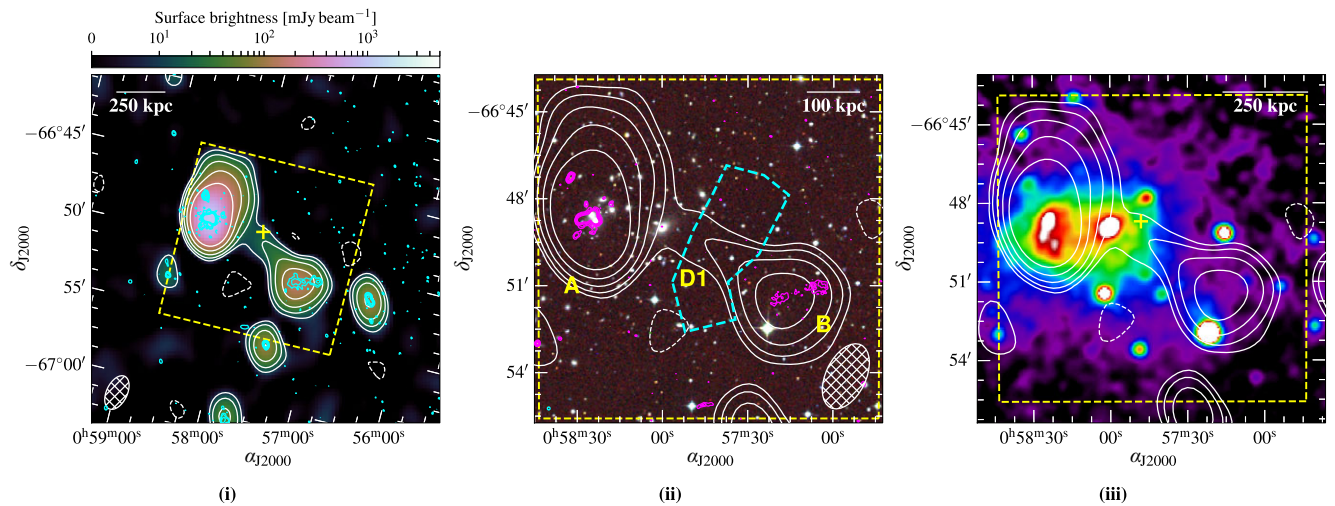 Surface brightness [mJy beam⁻¹]
0 10¹ 10² 10³
250 kpc
−66°45′
50′
55′
−67°00′
δJ2000
0ʰ59ᵐ00ˢ 58ᵐ00ˢ 57ᵐ00ˢ 56ᵐ00ˢ
αJ2000
(i)
100 kpc
−66°45′
48′
51′
54′
δJ2000
A
D1
B
0ʰ58ᵐ30ˢ 00ˢ 57ᵐ30ˢ 00ˢ
αJ2000
(ii)
250 kpc
−66°45′
48′
51′
54′
δJ2000
0ʰ58ᵐ30ˢ 00ˢ 57ᵐ30ˢ 00ˢ
αJ2000
(iii)